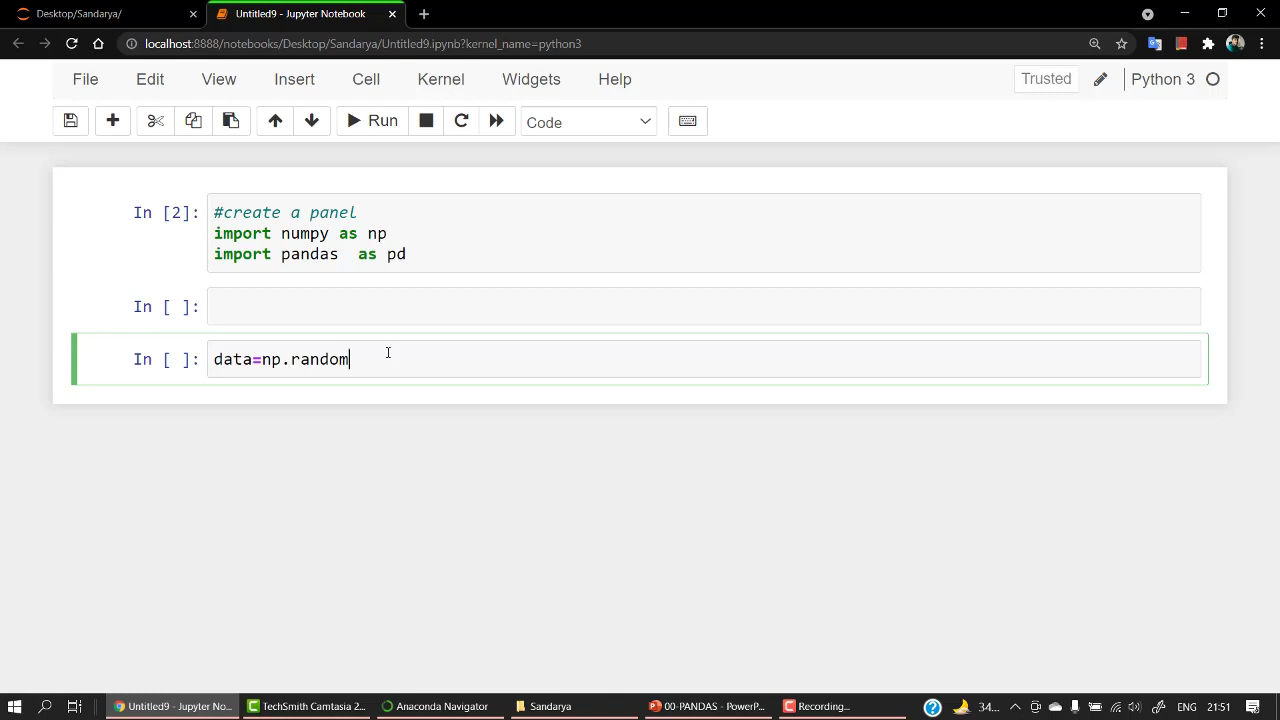 Desktop/Sandarya/
Untitled9 - Jupyter Notebook
localhost:8888/notebooks/Desktop/Sandarya/Untitled9.ipynb?kernel_name=python3
File Edit View Insert Cell Kernel Widgets Help
Trusted Python 3
Run Code
In [2]: #create a panel
import numpy as np
import pandas  as pd
In [ ]:
In [ ]: data=np.random
Untitled9 - Jupyter No... TechSmith Camtasia 2... Anaconda Navigator Sandarya 00-PANDAS - PowerP... Recording... 34... ENG 21:51